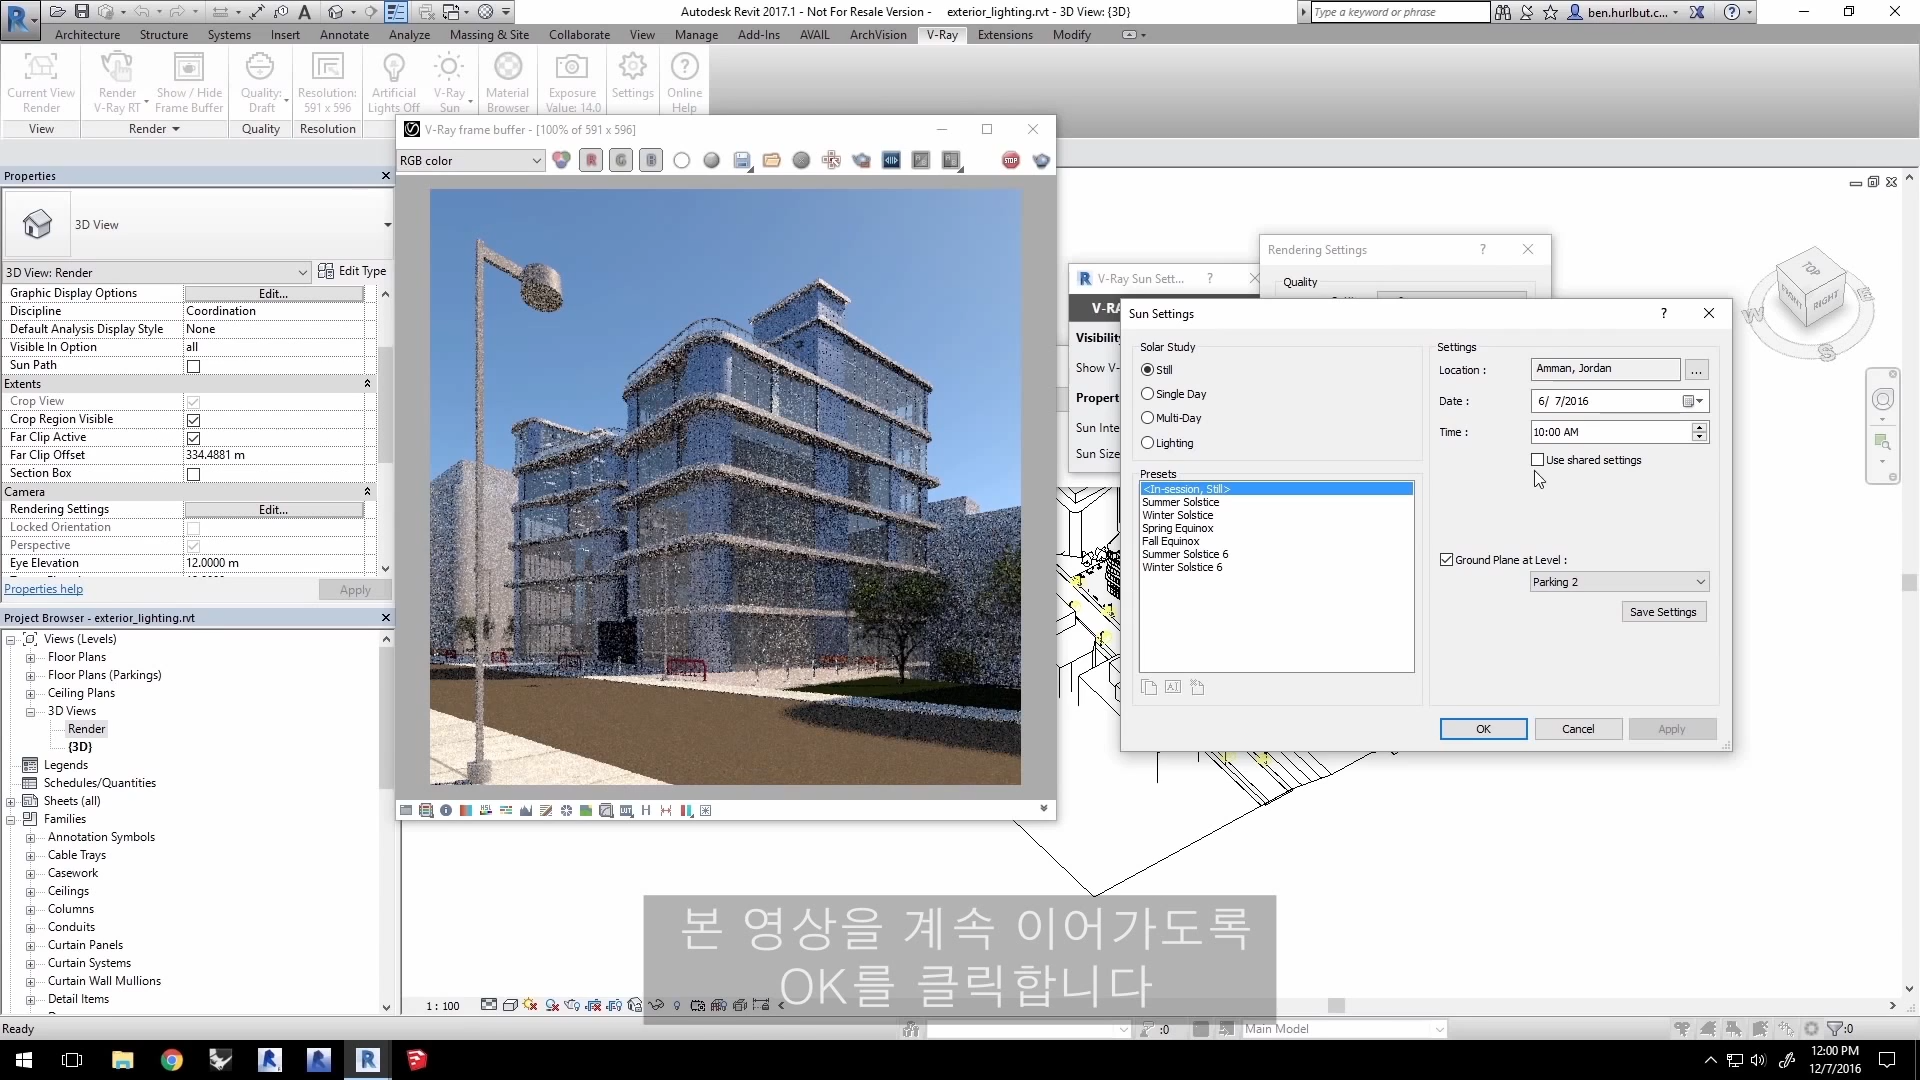 Autodesk Revit 2017.1 - Not For Resale Version - exterior_lighting.rvt - 3D View: {3D}
Type a keyword or phrase
ben.hurlbut.c...
Architecture Structure Systems Insert Annotate Analyze Massing & Site Collaborate View Manage Add-Ins AVAIL ArchVision V-Ray Extensions Modify
Current View Render
Render V-Ray RT
Show / Hide Frame Buffer
Quality: Draft
Resolution: 591 x 596
Artificial Lights Off
V-Ray Sun
Material Browser
Exposure Value: 14.0
Settings
Online Help
View Render Quality Resolution
V-Ray frame buffer - [100% of 591 x 596]
RGB color
R G B
STOP
Properties
3D View
3D View: Render
Edit Type
Graphic Display Options Edit...
Discipline Coordination
Default Analysis Display Style None
Visible In Option all
Sun Path
Extents
Crop View
Crop Region Visible
Far Clip Active
Far Clip Offset 334.4881 m
Section Box
Camera
Rendering Settings Edit...
Locked Orientation
Perspective
Eye Elevation 12.0000 m
Properties help
Apply
Project Browser - exterior_lighting.rvt
Views (Levels)
Floor Plans
Floor Plans (Parkings)
Ceiling Plans
3D Views
Render
{3D}
Legends
Schedules/Quantities
Sheets (all)
Families
Annotation Symbols
Cable Trays
Casework
Ceilings
Columns
Conduits
Curtain Panels
Curtain Systems
Curtain Wall Mullions
Detail Items
Rendering Settings
Quality
V-Ray Sun Sett...
Show V-
Sun Inte
Sun Size
Sun Settings
Solar Study
Still
Single Day
Multi-Day
Lighting
Presets
<In-session, Still>
Summer Solstice
Winter Solstice
Spring Equinox
Fall Equinox
Summer Solstice 6
Winter Solstice 6
Settings
Location : Amman, Jordan ...
Date : 6/ 7/2016
Time : 10:00 AM
Use shared settings
Ground Plane at Level :
Parking 2
Save Settings
OK Cancel Apply
TOP
FRONT RIGHT
W S E
본 영상을 계속 이어가도록
OK를 클릭합니다
1 : 100
Ready
:0
Main Model
:0
12:00 PM
12/7/2016